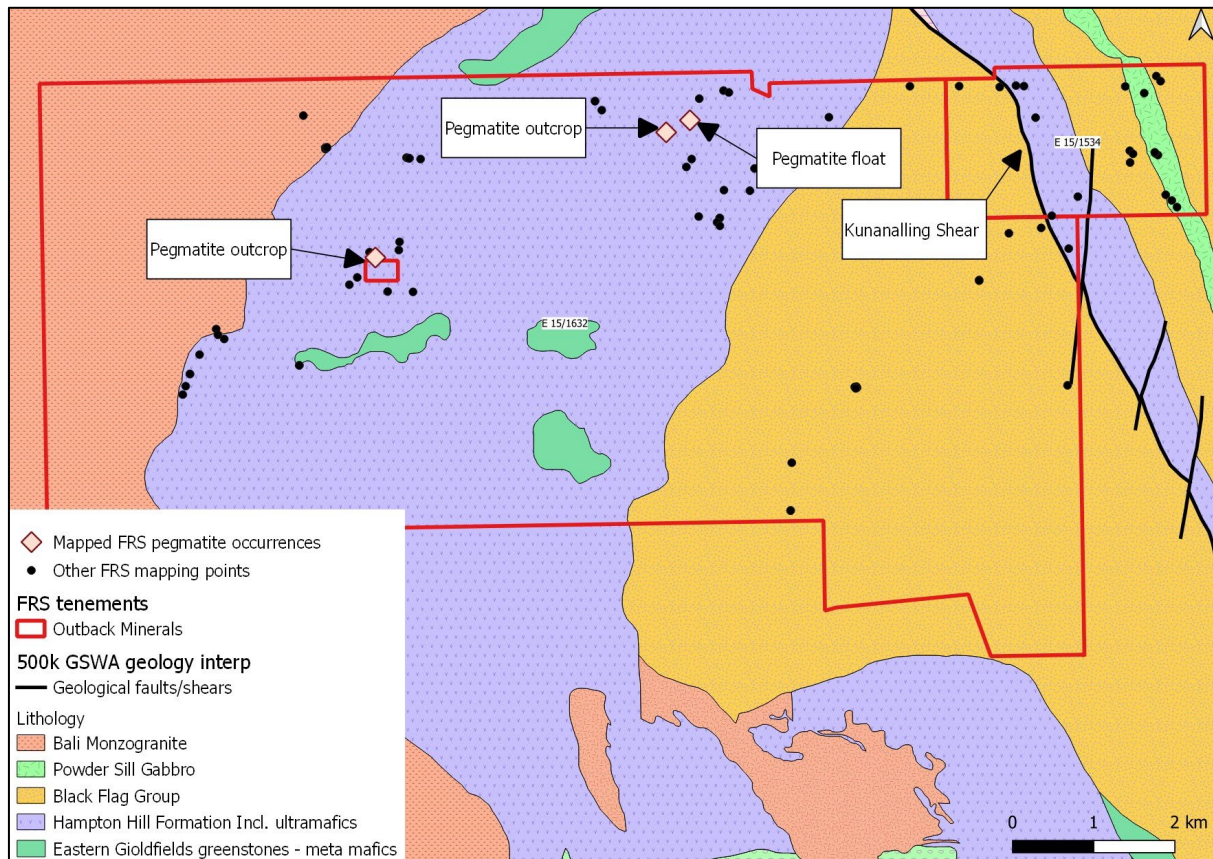 Pegmatite outcrop
Pegmatite float
E 15/1534
Kunanalling Shear
Pegmatite outcrop
E 15/1632
Mapped FRS pegmatite occurrences
Other FRS mapping points
FRS tenements
Outback Minerals
500k GSWA geology interp
Geological faults/shears
Lithology
Bali Monzogranite
Powder Sill Gabbro
Black Flag Group
Hampton Hill Formation Incl. ultramafics
Eastern Gioldfields greenstones - meta mafics
0 1 2 km